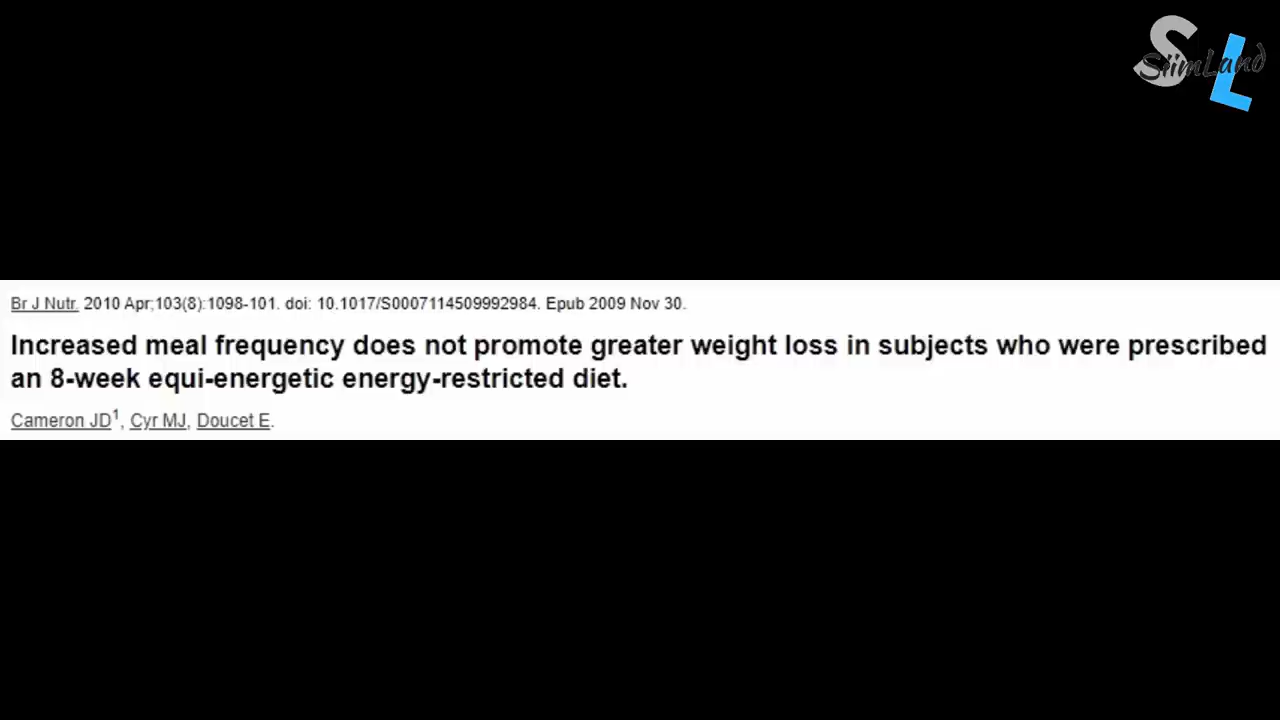 SL
SiimLand
Br J Nutr. 2010 Apr;103(8):1098-101. doi: 10.1017/S0007114509992984. Epub 2009 Nov 30.
Increased meal frequency does not promote greater weight loss in subjects who were prescribed
an 8-week equi-energetic energy-restricted diet.
Cameron JD1, Cyr MJ, Doucet E.